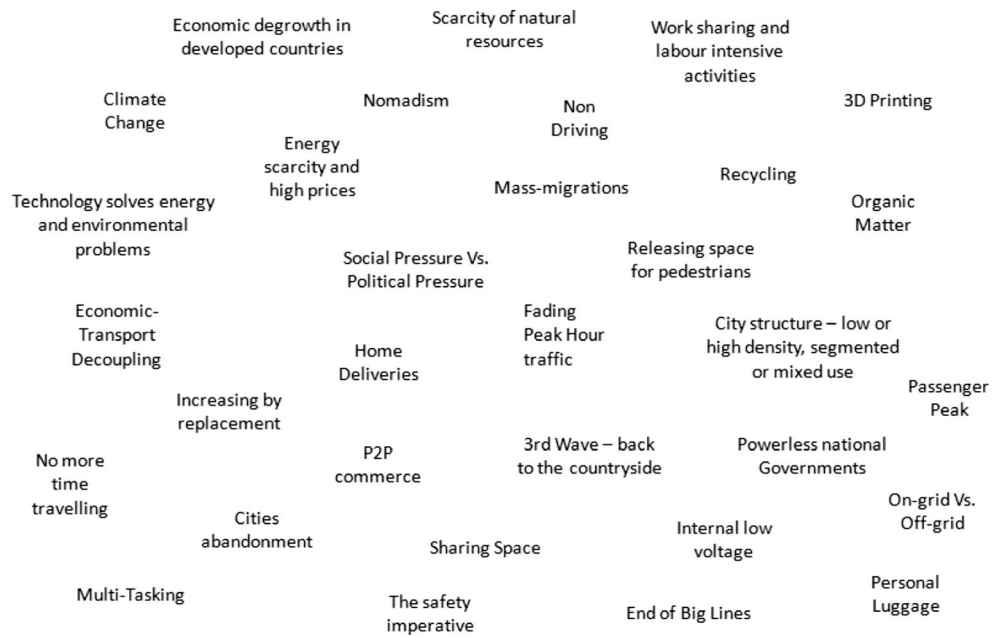 Economic degrowth in
developed countries
Scarcity of natural
resources
Work sharing and
labour intensive
activities
Climate
Change
Nomadism
Non
Driving
3D Printing
Energy
scarcity and
high prices
Mass-migrations
Recycling
Technology solves energy
and environmental
problems
Organic
Matter
Social Pressure Vs.
Political Pressure
Releasing space
for pedestrians
Economic-
Transport
Decoupling
Fading
Peak Hour
traffic
City structure – low or
high density, segmented
or mixed use
Home
Deliveries
Passenger
Peak
Increasing by
replacement
No more
time
travelling
P2P
commerce
3rd Wave – back
to the countryside
Powerless national
Governments
On-grid Vs.
Off-grid
Cities
abandonment
Sharing Space
Internal low
voltage
Multi-Tasking
The safety
imperative
End of Big Lines
Personal
Luggage